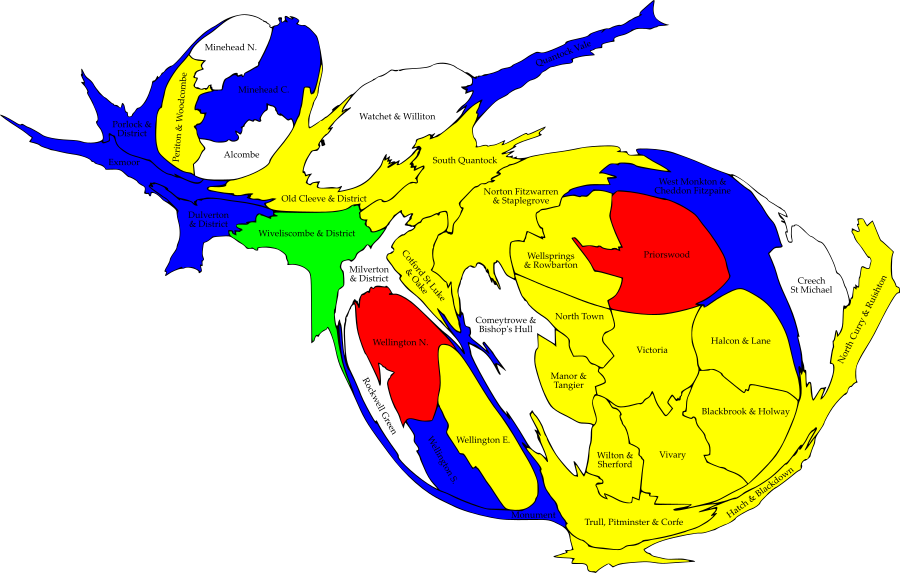 Minehead N.
Quantock Vale
Periton & Woodcombe
Minehead C.
Watchet & Williton
Porlock &
District
Alcombe
Exmoor
South Quantock
West Monkton &
Cheddon Fitzpaine
Old Cleeve & District
Norton Fitzwarren
& Staplegrove
Dulverton
& District
Wiveliscombe & District
Cotford St Luke
& Oake
Wellsprings
& Rowbarton
Priorswood
Milverton
& District
Creech
St Michael
North Curry & Ruishton
Comeytrowe &
Bishop's Hull
North Town
Wellington N.
Victoria
Halcon & Lane
Manor &
Tangier
Rockwell Green
Blackbrook & Holway
Wellington S.
Wellington E.
Wilton &
Sherford
Vivary
Hatch & Blackdown
Monument
Trull, Pitminster & Corfe